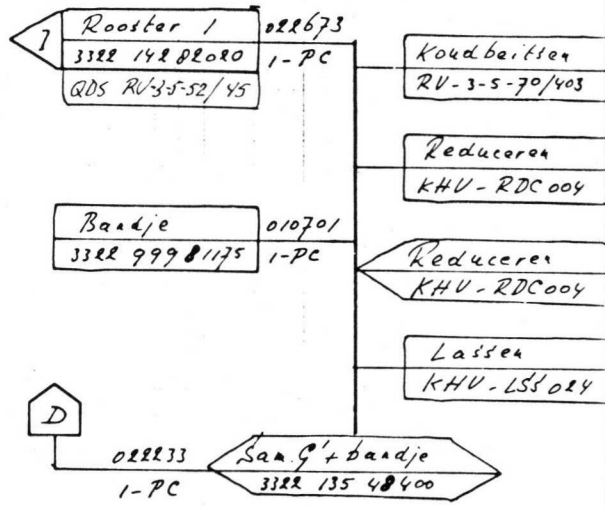 1
Rooster 1
022673
3322 142 82020
1-PC
QDS RV-3-5-52/45
Koudbeitsen
RV-3-5-70/403
Reduceren
KHV-RDC004
Bandje
010701
3322 999 81175
1-PC
Reduceren
KHV-RDC004
Lassen
KHV-LSS024
D
022233
1-PC
Sam. G'+bandje
3322 135 48400